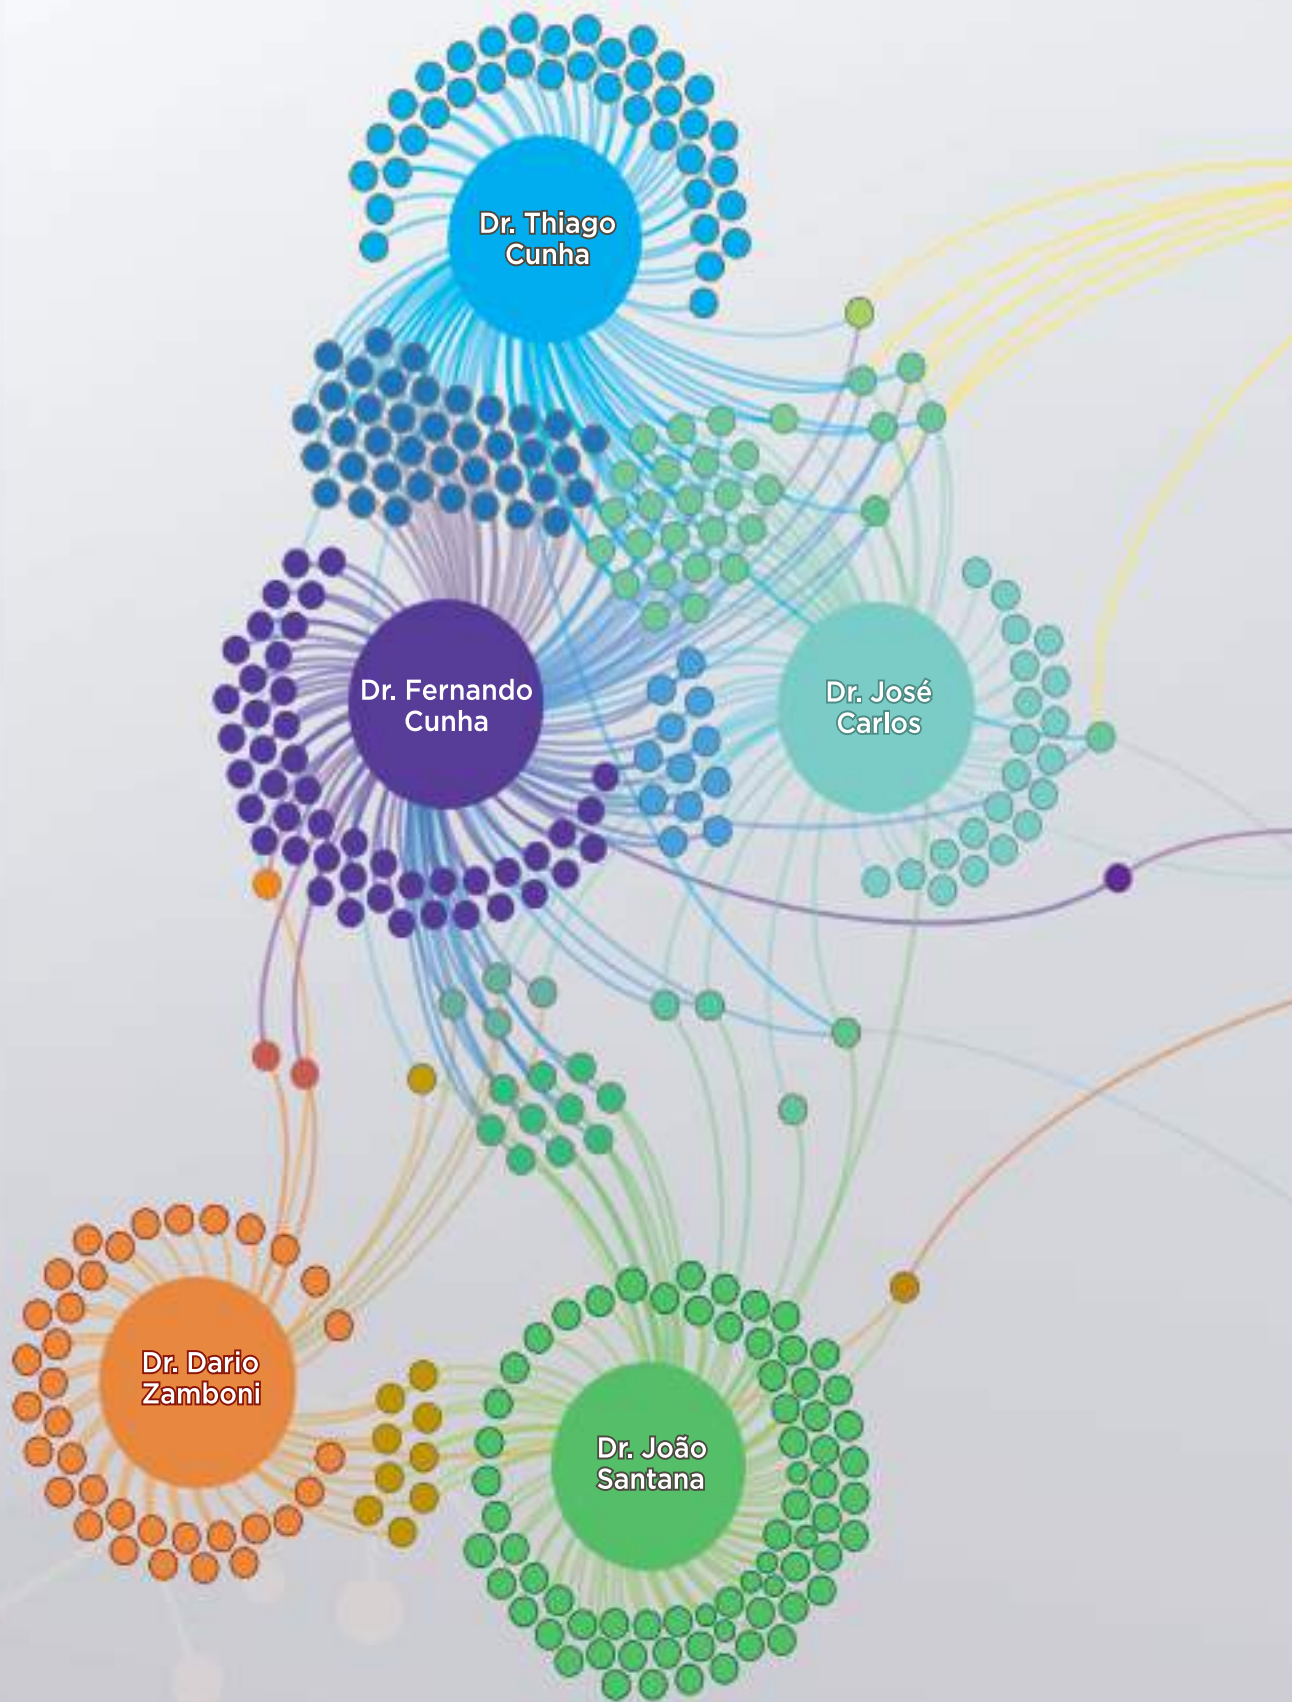 Dr. Thiago
Cunha
Dr. Fernando
Cunha
Dr. José
Carlos
Dr. Dario
Zamboni
Dr. João
Santana